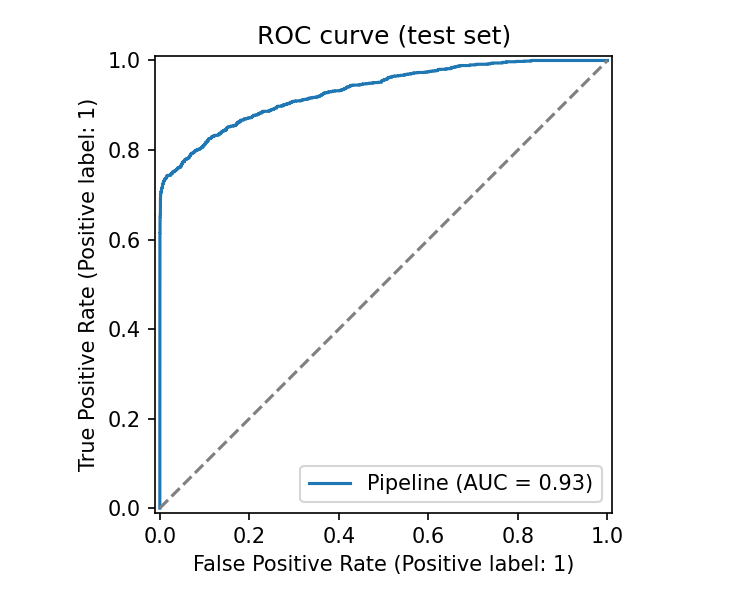 ROC curve (test set)
True Positive Rate (Positive label: 1)
1.0
0.8
0.6
0.4
0.2
0.0
Pipeline (AUC = 0.93)
0.0 0.2 0.4 0.6 0.8 1.0
False Positive Rate (Positive label: 1)